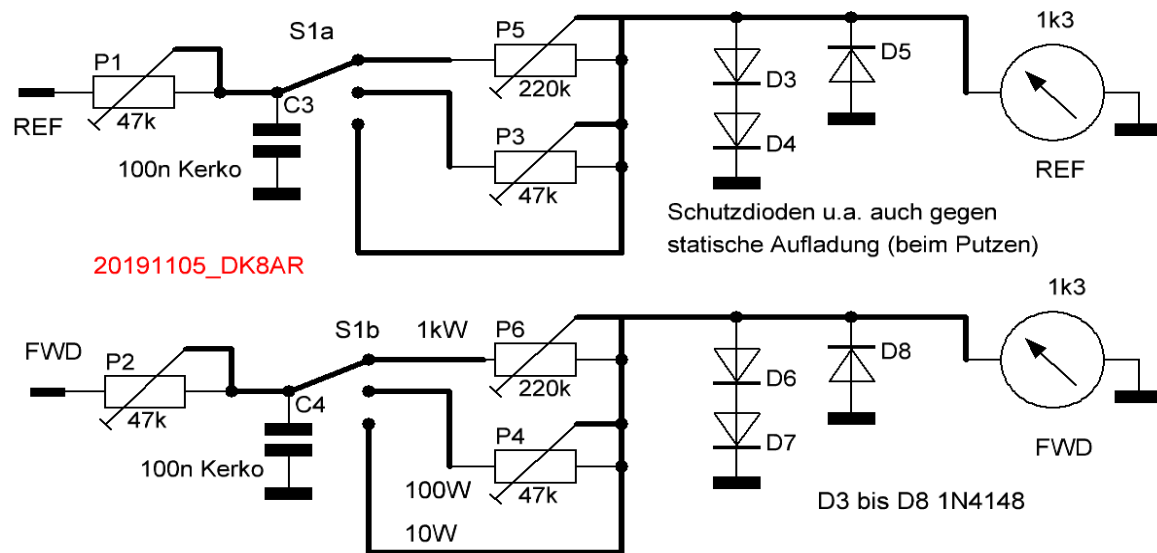 1k3
S1a
P5
P1
D5
D3
220k
C3
REF
47k
P3
D4
100n Kerko
47k
REF
Schutzdioden u.a. auch gegen
statische Aufladung (beim Putzen)
20191105_DK8AR
1k3
S1b
1kW
P6
FWD
P2
D8
D6
220k
C4
47k
P4
D7
100n Kerko
FWD
100W
47k
D3 bis D8 1N4148
10W